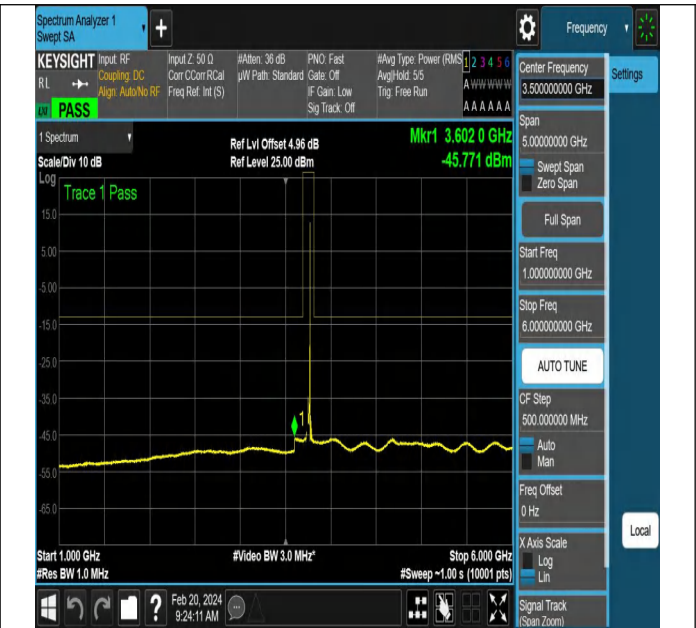 Spectrum Analyzer 1
Swept SA
Frequency
KEYSIGHT
RL
PASS
Input: RF
Coupling: DC
Align: Auto/No RF
Input Z: 50 Ω
Corr CCorr RCal
Freq Ref: Int (S)
#Atten: 36 dB
µW Path: Standard
PNO: Fast
Gate: Off
IF Gain: Low
Sig Track: Off
#Avg Type: Power (RMS
Avg|Hold: 5/5
Trig: Free Run
1 2 3 4 5 6
A W W W W W
A A A A A A
1 Spectrum
Scale/Div 10 dB
Ref Lvl Offset 4.96 dB
Ref Level 25.00 dBm
Mkr1 3.602 0 GHz
-45.771 dBm
Log
Trace 1 Pass
15.0
5.00
-5.00
-15.0
-25.0
-35.0
-45.0
-55.0
-65.0
1
Start 1.000 GHz
#Res BW 1.0 MHz
#Video BW 3.0 MHz*
Stop 6.000 GHz
#Sweep ~1.00 s (10001 pts)
?
Feb 20, 2024
9:24:11 AM
Center Frequency
3.500000000 GHz
Settings
Span
5.00000000 GHz
Swept Span
Zero Span
Full Span
Start Freq
1.000000000 GHz
Stop Freq
6.000000000 GHz
AUTO TUNE
CF Step
500.000000 MHz
Auto
Man
Freq Offset
0 Hz
X Axis Scale
Log
Lin
Local
Signal Track
(Span Zoom)